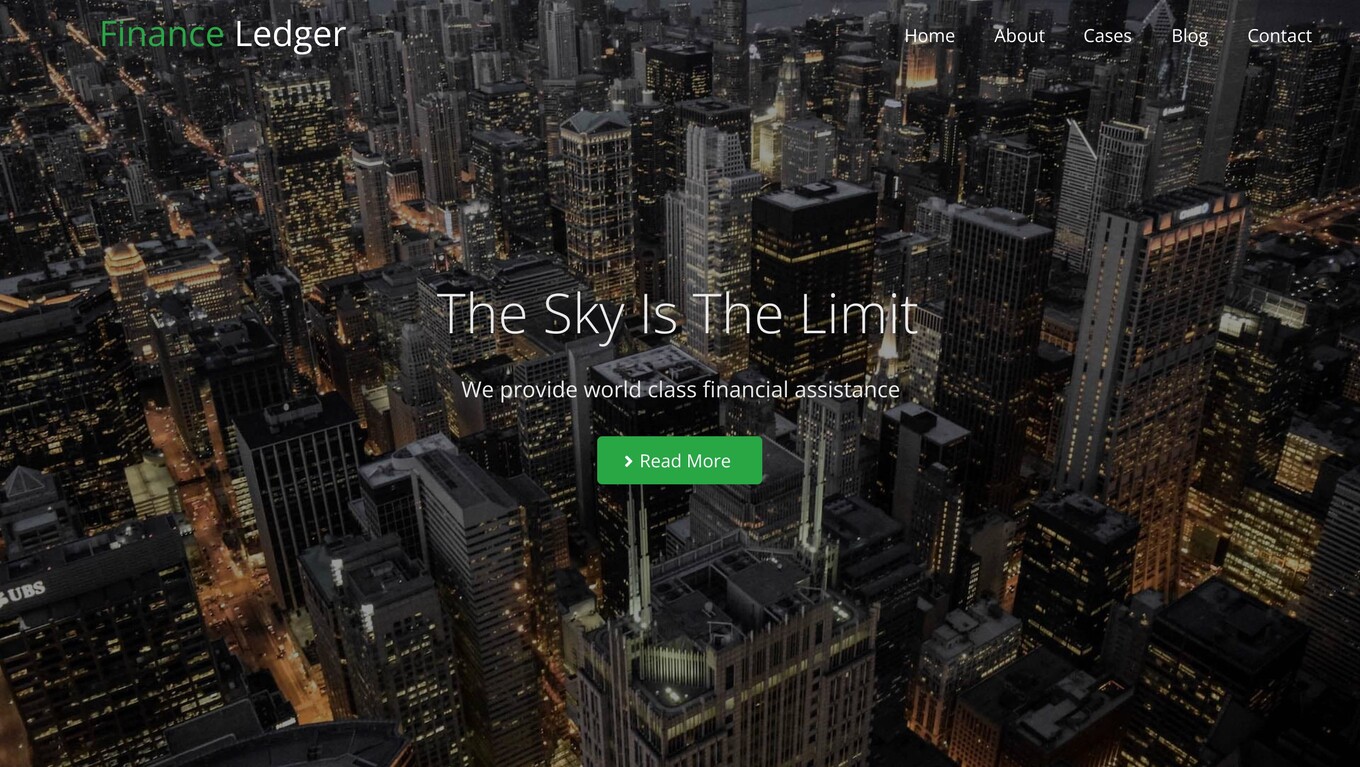 Finance Ledger
Home About Cases Blog Contact
The Sky Is The Limit
We provide world class financial assistance
Read More
UBS